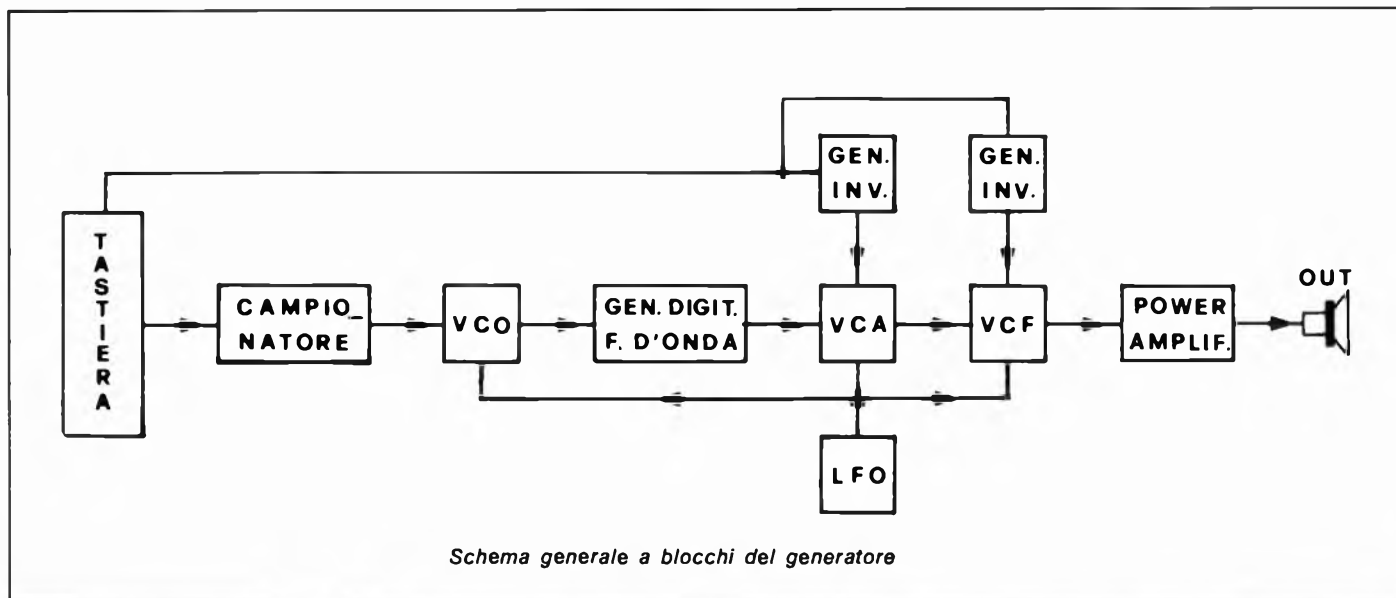 GEN.
INV.
GEN.
INV.
TASTIERA
CAMPIO_
NATORE
VCO
GEN. DIGIT.
F. D'ONDA
VCA
VCF
POWER
AMPLIF.
OUT
LFO
Schema generale a blocchi del generatore